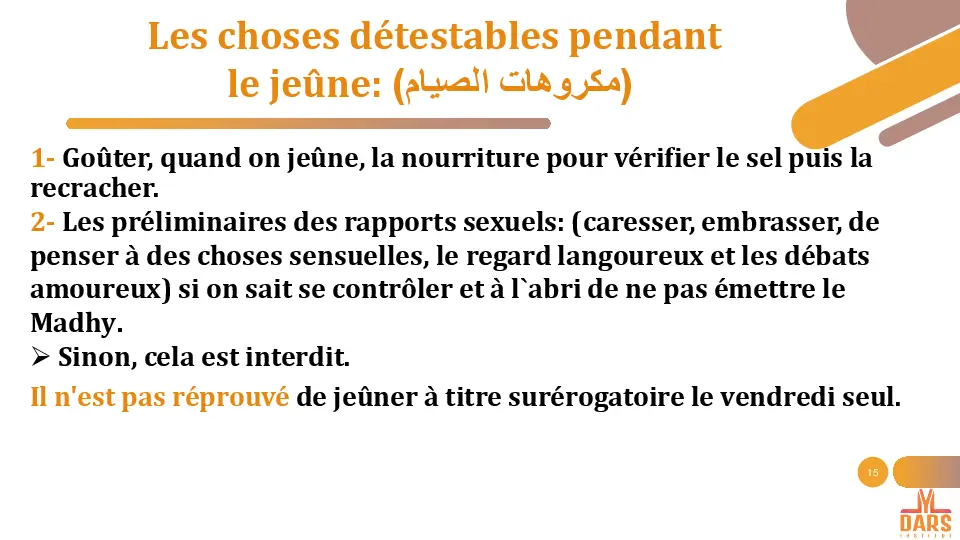 Les choses détestables pendant
le jeûne: (مكروهات الصيام)
1- Goûter, quand on jeûne, la nourriture pour vérifier le sel puis la
recracher.
2- Les préliminaires des rapports sexuels: (caresser, embrasser, de
penser à des choses sensuelles, le regard langoureux et les débats
amoureux) si on sait se contrôler et à l`abri de ne pas émettre le
Madhy.
➢ Sinon, cela est interdit.
Il n'est pas réprouvé de jeûner à titre surérogatoire le vendredi seul.
15
DARS
INSTITUT